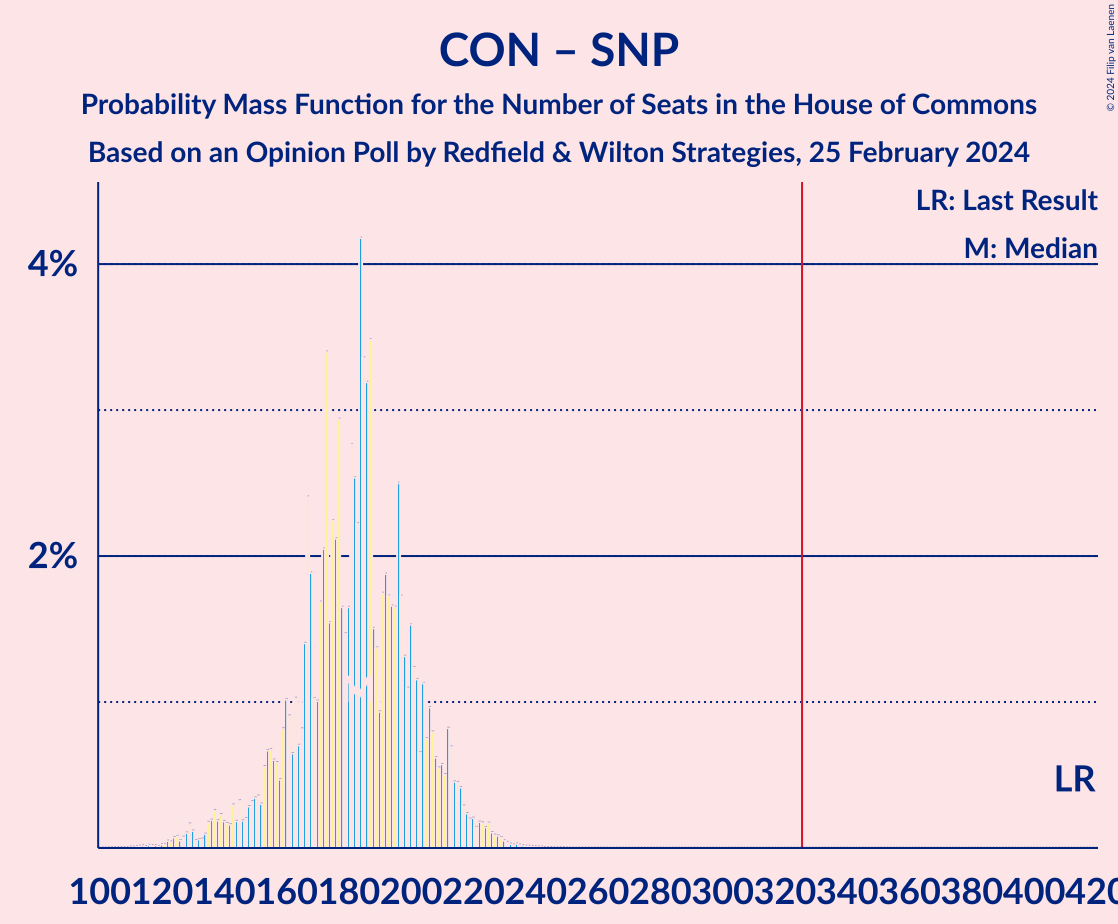 CON – SNP
Probability Mass Function for the Number of Seats in the House of Commons
Based on an Opinion Poll by Redfield & Wilton Strategies, 25 February 2024
© 2024 Filip van Laenen
LR: Last Result
M: Median
4%
2%
LR
100 120 140 160 180 200 220 240 260 280 300 320 340 360 380 400 420